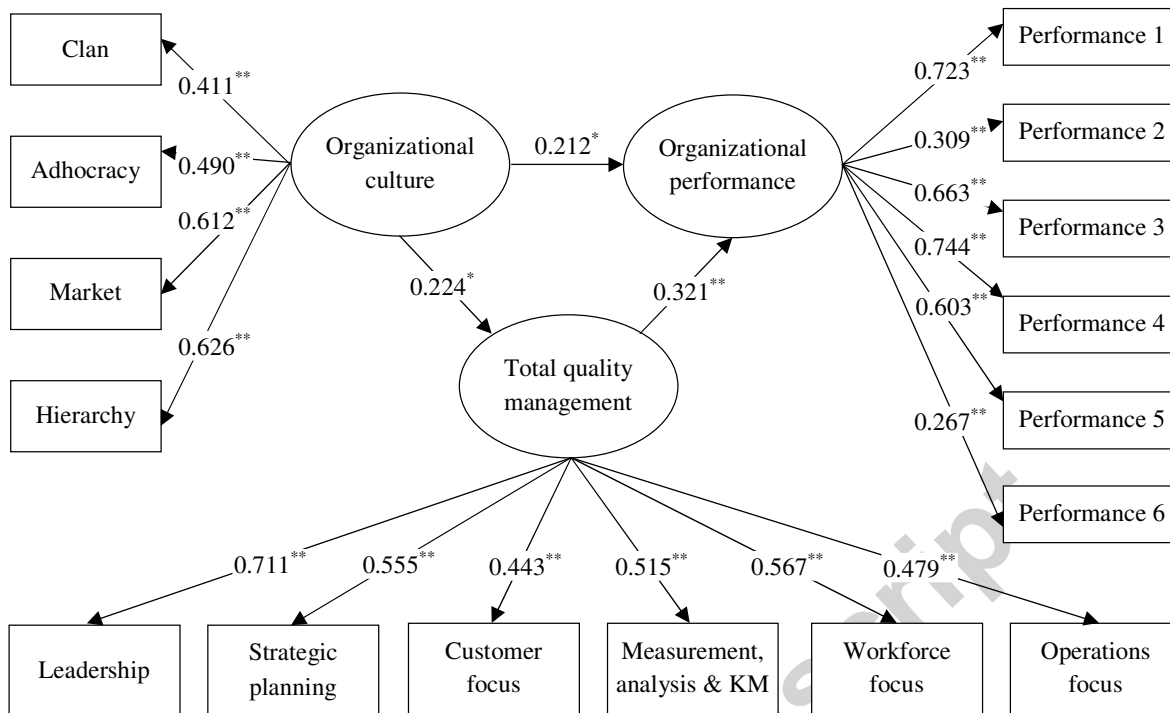 Clan
Adhocracy
Market
Hierarchy
0.411**
0.490**
0.612**
0.626**
Organizational
culture
0.212*
Organizational
performance
0.224*
0.321**
Total quality
management
0.723**
0.309**
0.663**
0.744**
0.603**
0.267**
Performance 1
Performance 2
Performance 3
Performance 4
Performance 5
Performance 6
0.711**
0.555**
0.443**
0.515**
0.567**
0.479**
Leadership
Strategic
planning
Customer
focus
Measurement,
analysis & KM
Workforce
focus
Operations
focus
script